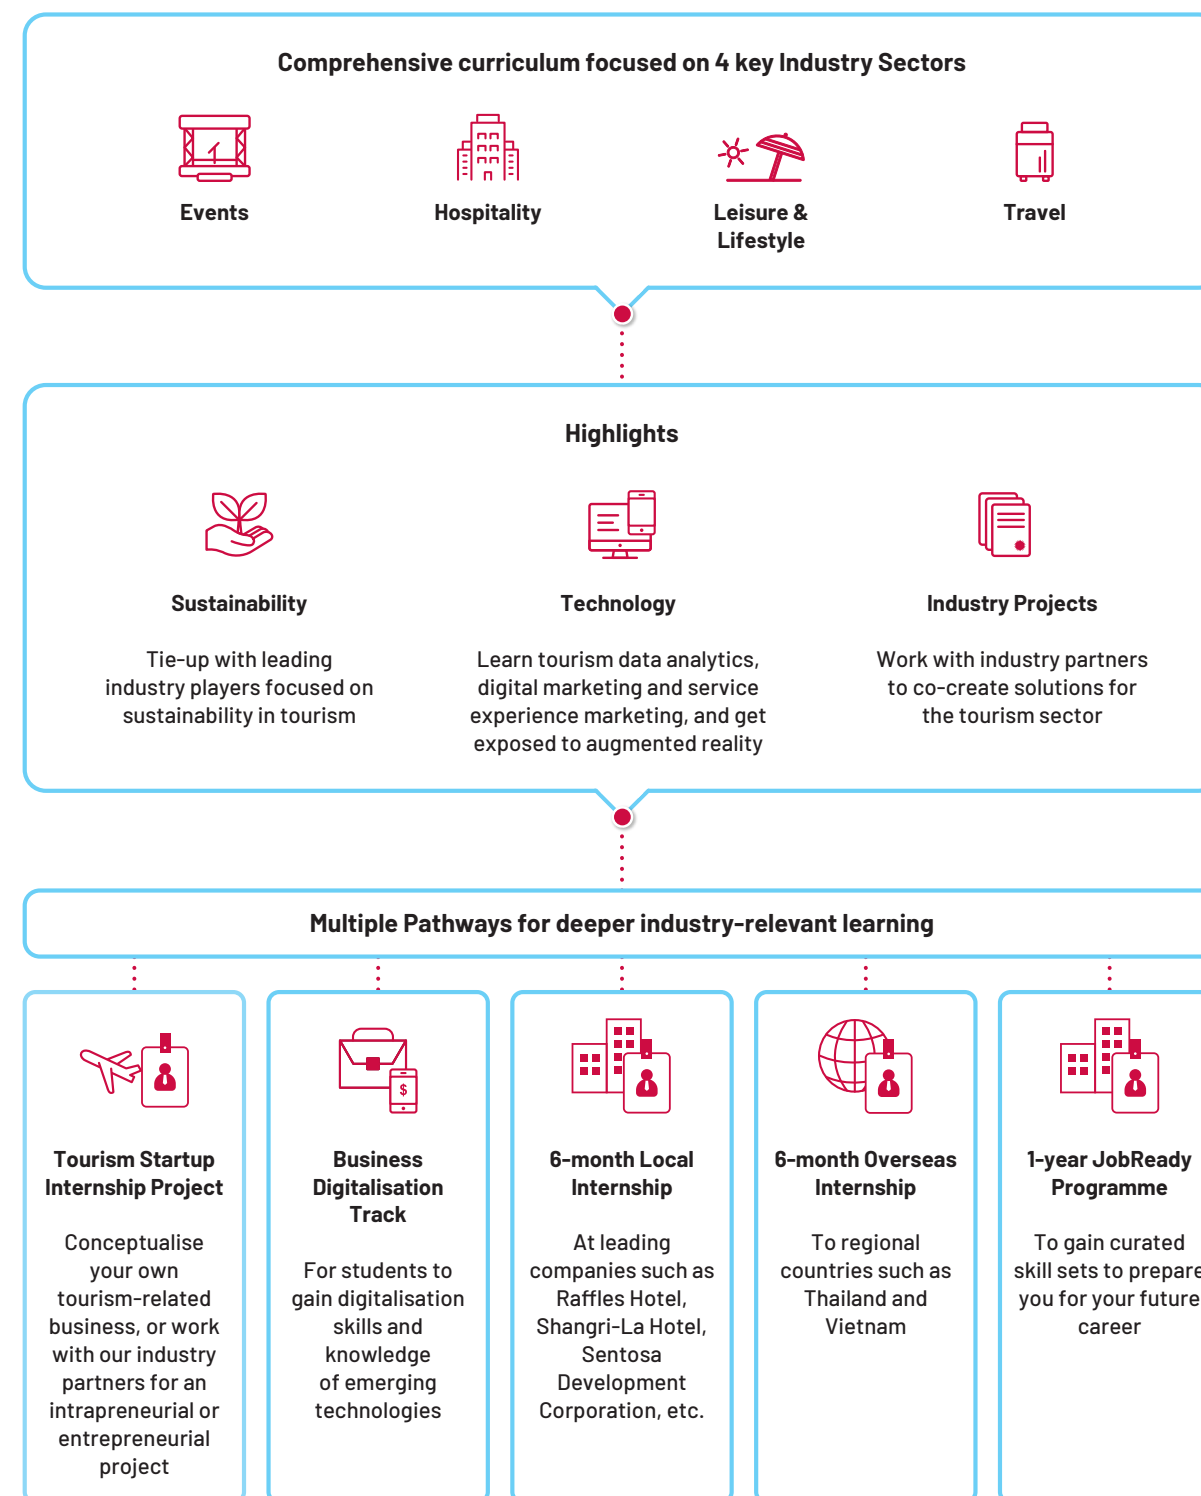 Comprehensive curriculum focused on 4 key Industry Sectors
Events
Hospitality
Leisure &
Lifestyle
Travel
Highlights
Sustainability
Tie-up with leading
industry players focused on
sustainability in tourism
Technology
Learn tourism data analytics,
digital marketing and service
experience marketing, and get
exposed to augmented reality
Industry Projects
Work with industry partners
to co-create solutions for
the tourism sector
Multiple Pathways for deeper industry-relevant learning
Tourism Startup
Internship Project
Conceptualise
your own
tourism-related
business, or work
with our industry
partners for an
intrapreneurial or
entrepreneurial
project
$
Business
Digitalisation
Track
For students to
gain digitalisation
skills and
knowledge
of emerging
technologies
6-month Local
Internship
At leading
companies such as
Raffles Hotel,
Shangri-La Hotel,
Sentosa
Development
Corporation, etc.
6-month Overseas
Internship
To regional
countries such as
Thailand and
Vietnam
1-year JobReady
Programme
To gain curated
skill sets to prepare
you for your future
career